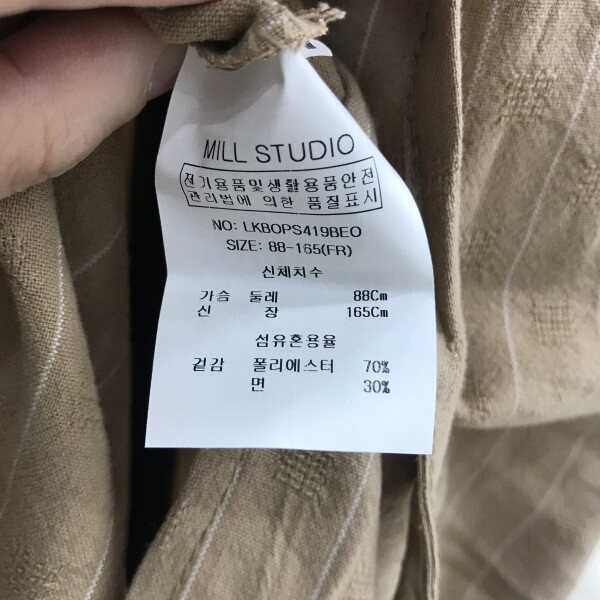 MILL STUDIO
전기용품및생활용품안전
관리법에 의한 품질표시
NO: LKBOPS419BEO
SIZE: 88-165(FR)
신체치수
가슴 둘레 88Cm
신 장 165Cm
섬유혼용율
겉감 폴리에스터 70%
면 30%